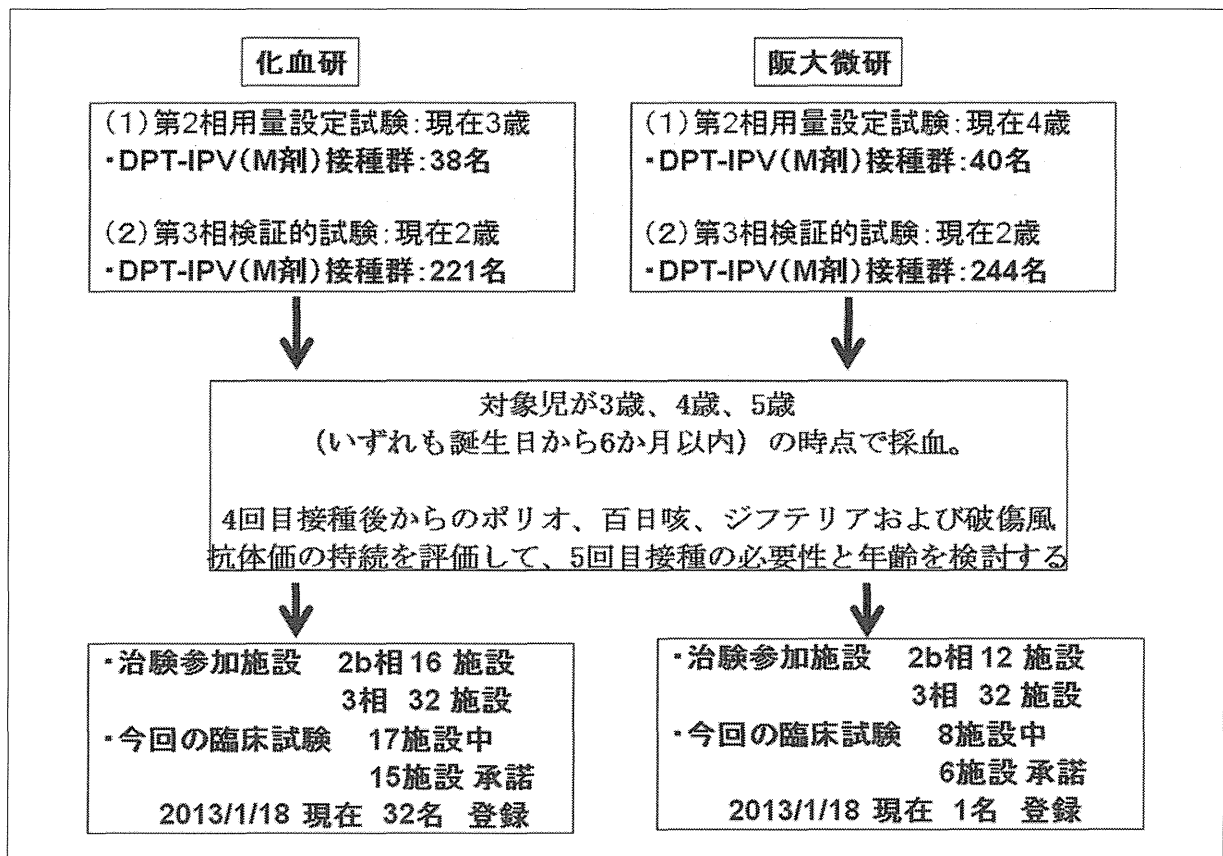 化血研
(1)第2相用量設定試験:現在3歳
・DPT-IPV(M剤)接種群:38名
(2)第3相検証的試験:現在2歳
・DPT-IPV(M剤)接種群:221名
阪大微研
(1)第2相用量設定試験:現在4歳
・DPT-IPV(M剤)接種群:40名
(2)第3相検証的試験:現在2歳
・DPT-IPV(M剤)接種群:244名
対象児が3歳、4歳、5歳
(いずれも誕生日から6か月以内)の時点で採血。
4回目接種後からのポリオ、百日咳、ジフテリアおよび破傷風
抗体価の持続を評価して、5回目接種の必要性と年齢を検討する
・治験参加施設 2b相 16 施設
3相 32 施設
・今回の臨床試験 17施設中
15施設 承諾
2013/1/18 現在 32名 登録
・治験参加施設 2b相 12 施設
3相 32 施設
・今回の臨床試験 8施設中
6施設 承諾
2013/1/18 現在 1名 登録